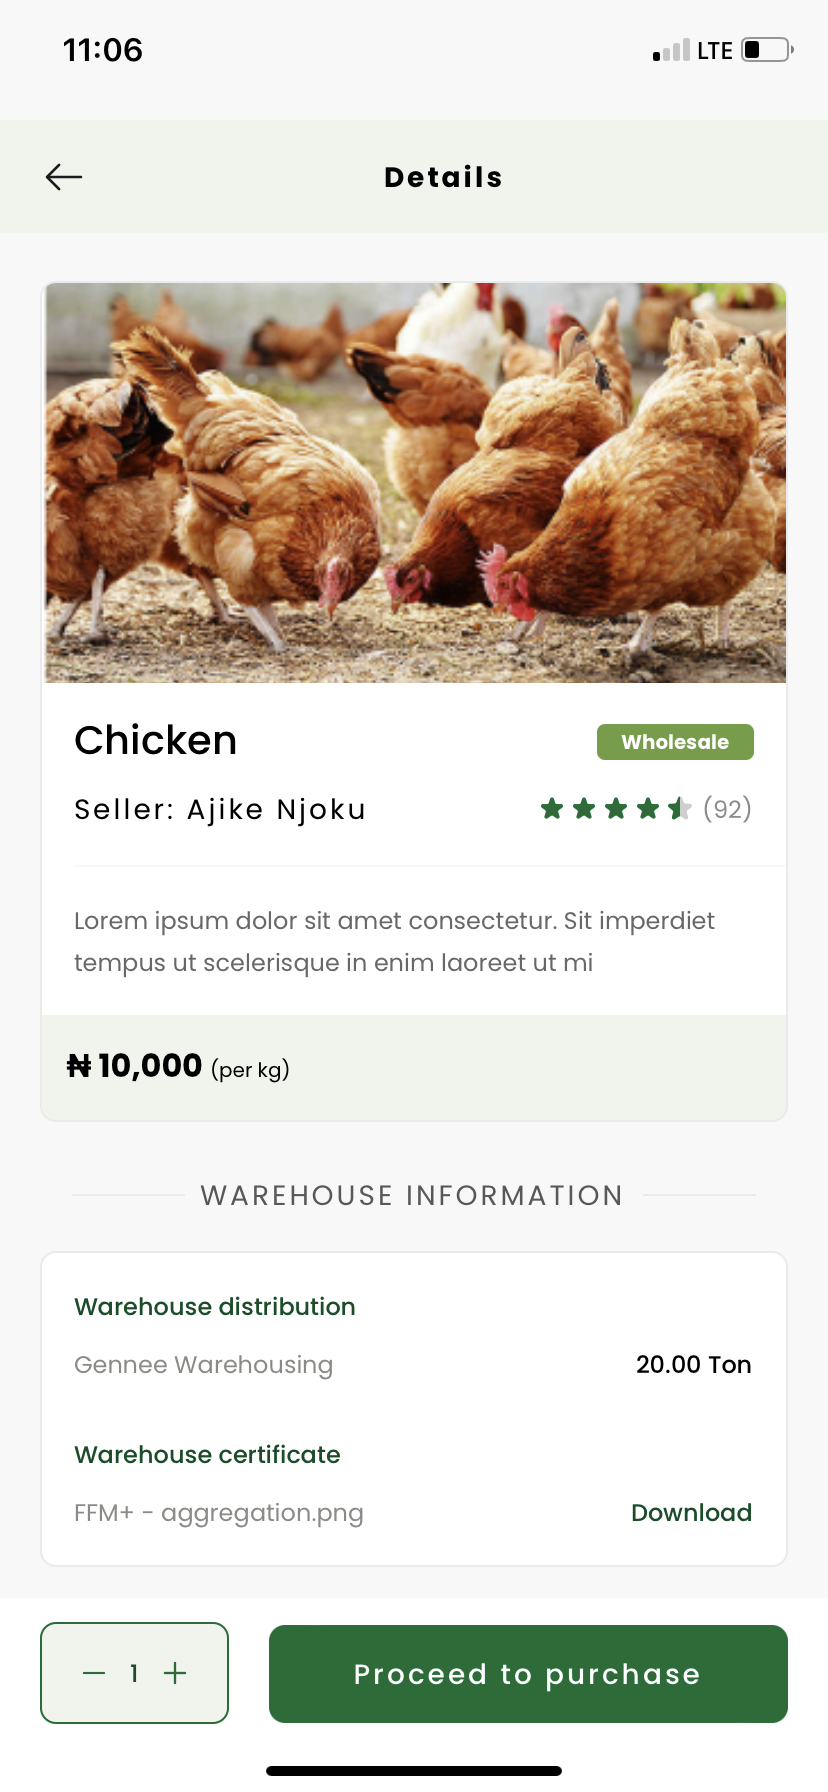 11:06
LTE
Details
Chicken
Wholesale
Seller: Ajike Njoku
(92)
Lorem ipsum dolor sit amet consectetur. Sit imperdiet
tempus ut scelerisque in enim laoreet ut mi
₦ 10,000 (per kg)
WAREHOUSE INFORMATION
Warehouse distribution
Gennee Warehousing
20.00 Ton
Warehouse certificate
FFM+ - aggregation.png
Download
— 1 +
Proceed to purchase